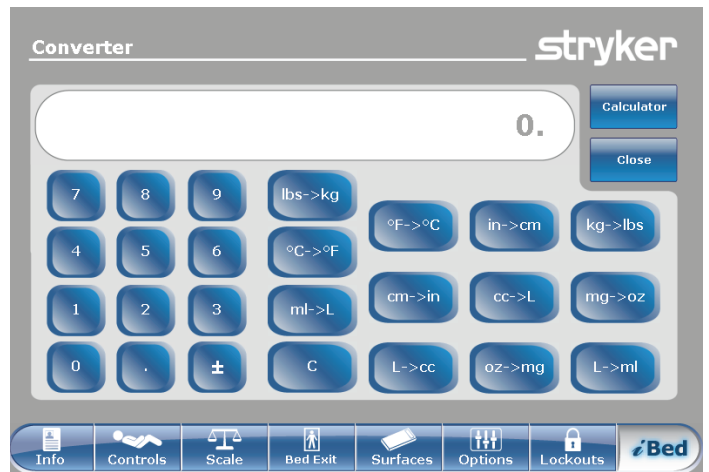 Converter
stryker
0.
Calculator
Close
7 8 9 lbs->kg
°F->°C in->cm kg->lbs
4 5 6 °C->°F
cm->in cc->L mg->oz
1 2 3 ml->L
0 . ± C L->cc oz->mg L->ml
Info Controls Scale Bed Exit Surfaces Options Lockouts iBed